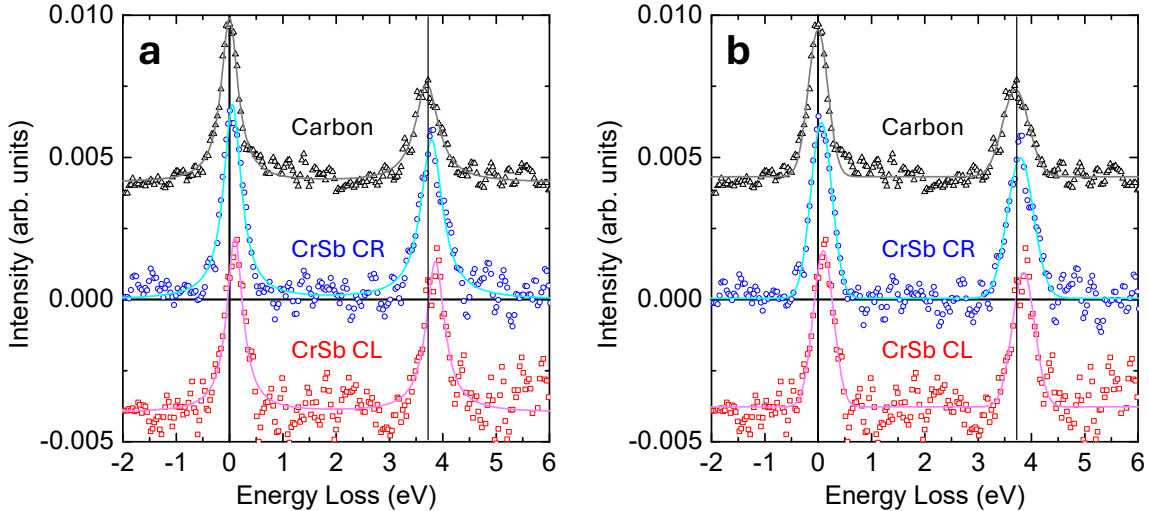 a
0.010
0.005
0.000
-0.005
Intensity (arb. units)
Carbon
CrSb CR
CrSb CL
-2 -1 0 1 2 3 4 5 6
Energy Loss (eV)
b
0.010
0.005
0.000
-0.005
Intensity (arb. units)
Carbon
CrSb CR
CrSb CL
-2 -1 0 1 2 3 4 5 6
Energy Loss (eV)